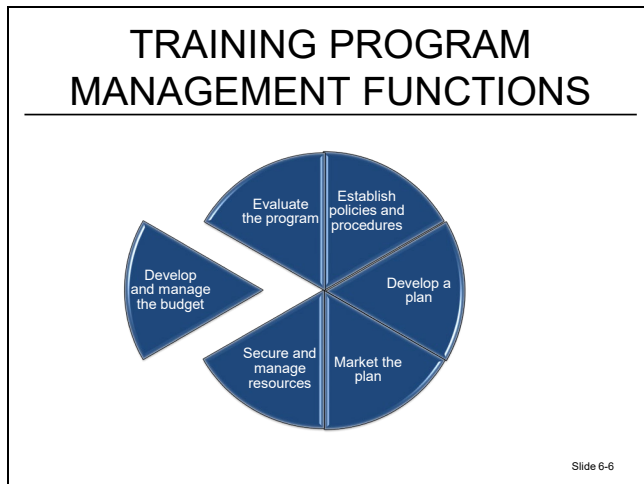 TRAINING PROGRAM
MANAGEMENT FUNCTIONS
Establish
policies and
procedures
Develop a
plan
Market the
plan
Secure and
manage
resources
Develop
and manage
the budget
Evaluate
the program
Slide 6-6